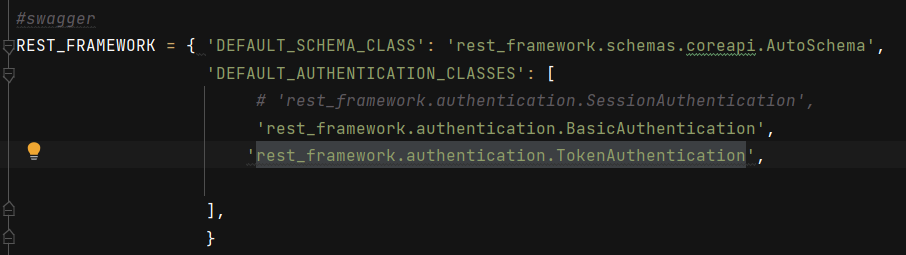 #swagger
REST_FRAMEWORK = { 'DEFAULT_SCHEMA_CLASS': 'rest_framework.schemas.coreapi.AutoSchema',
'DEFAULT_AUTHENTICATION_CLASSES': [
# 'rest_framework.authentication.SessionAuthentication',
'rest_framework.authentication.BasicAuthentication',
'rest_framework.authentication.TokenAuthentication',
],
}